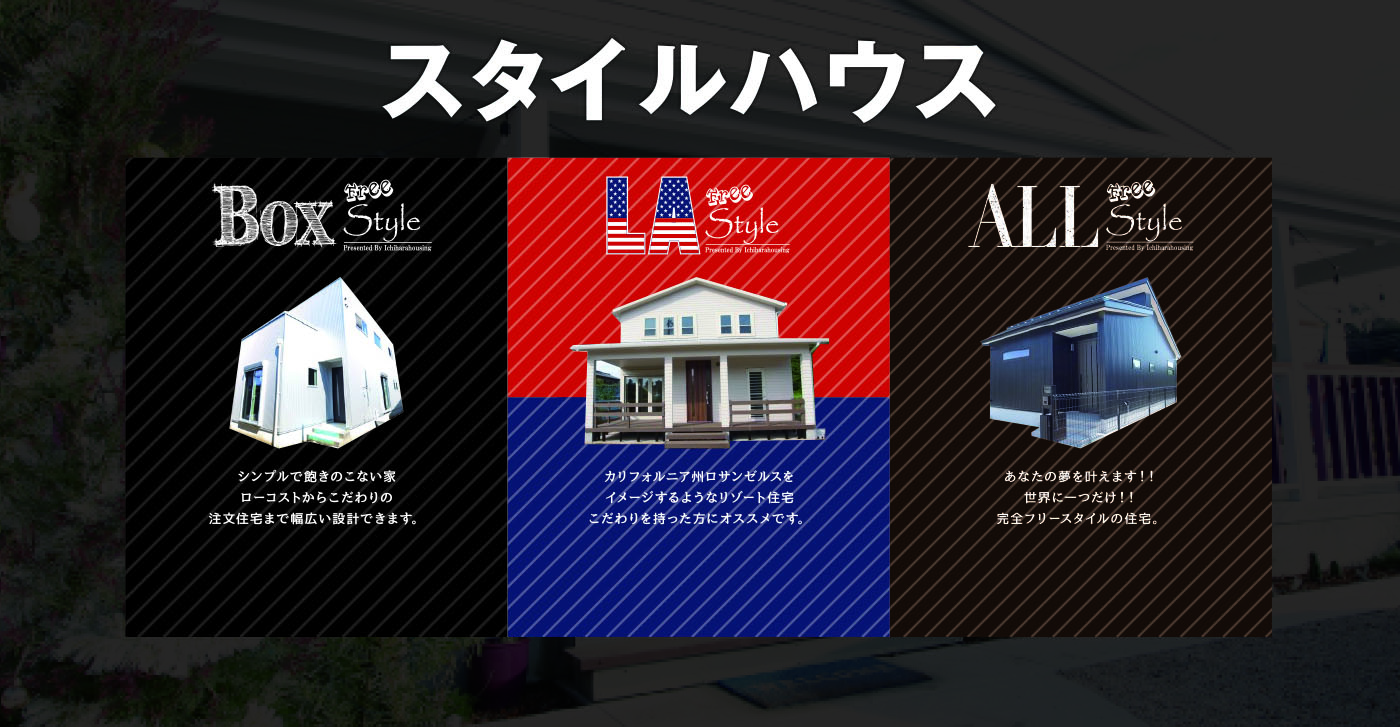 スタイルハウス
Box Free Style
Presented By Ichiharahousing
シンプルで飽きのこない家
ローコストからこだわりの
注文住宅まで幅広い設計できます。
LA Free Style
Presented By Ichiharahousing
カリフォルニア州ロサンゼルスを
イメージするようなリゾート住宅
こだわりを持った方にオススメです。
ALL Free Style
Presented By Ichiharahousing
あなたの夢を叶えます!!
世界に一つだけ!!
完全フリースタイルの住宅。